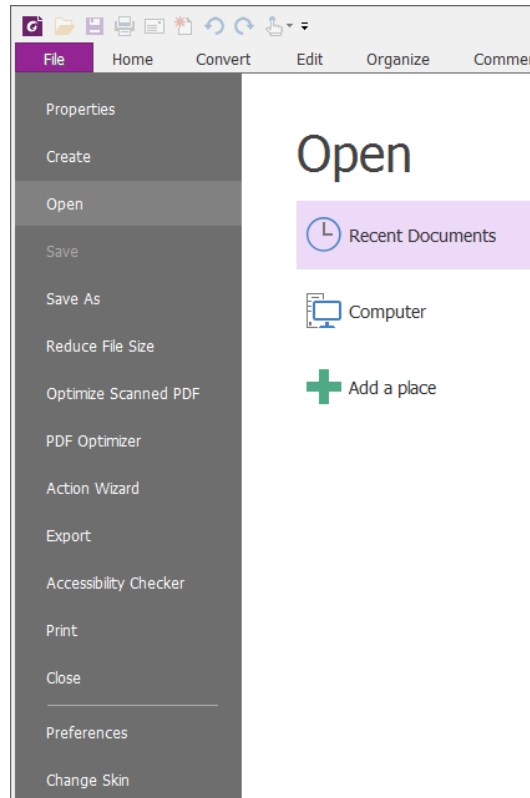 File Home Convert Edit Organize
Properties
Create
Open
Save
Save As
Reduce File Size
Optimize Scanned PDF
PDF Optimizer
Action Wizard
Export
Accessibility Checker
Print
Close
Preferences
Change Skin
Open
Recent Documents
Computer
Add a place